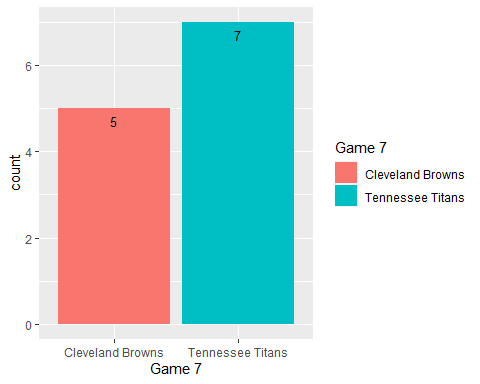 7
5
6
4
2
0
count
Cleveland Browns
Tennessee Titans
Game 7
Game 7
Cleveland Browns
Tennessee Titans